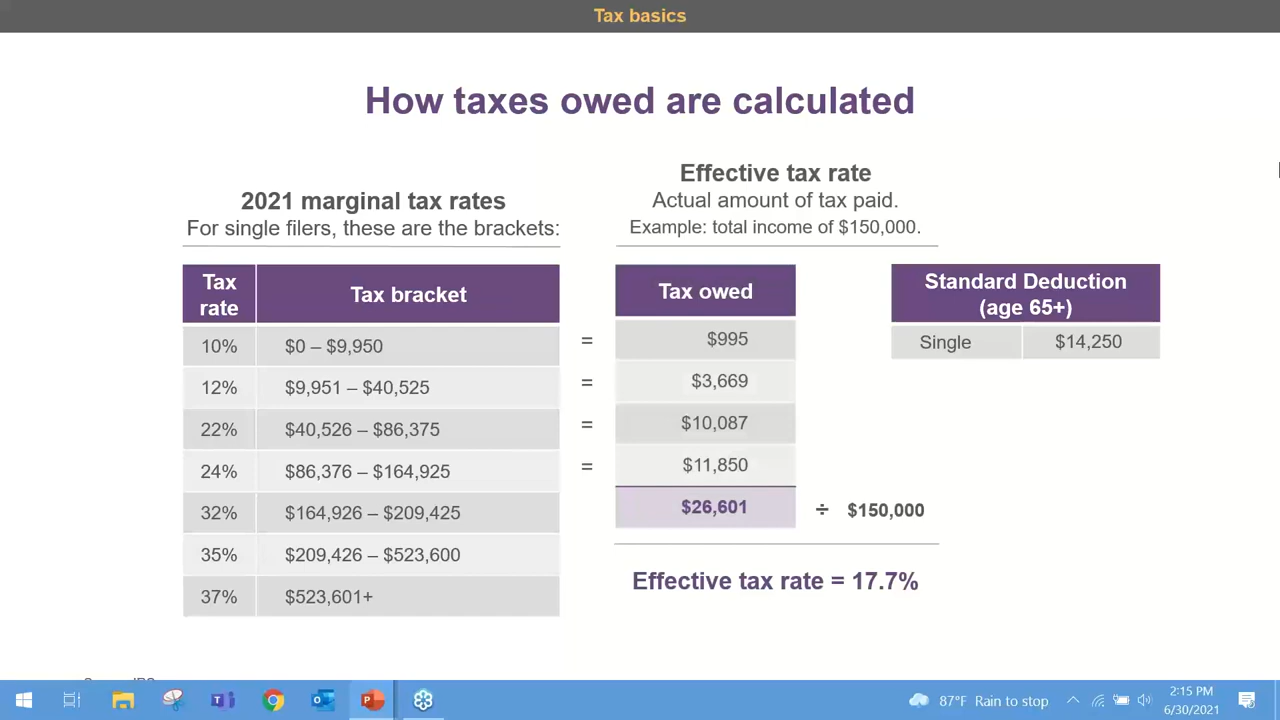 Tax basics
How taxes owed are calculated
2021 marginal tax rates
For single filers, these are the brackets:
Effective tax rate
Actual amount of tax paid.
Example: total income of $150,000.
Tax rate Tax bracket
10% $0 – $9,950
12% $9,951 – $40,525
22% $40,526 – $86,375
24% $86,376 – $164,925
32% $164,926 – $209,425
35% $209,426 – $523,600
37% $523,601+
Tax owed
= $995
= $3,669
= $10,087
= $11,850
$26,601 ÷ $150,000
Effective tax rate = 17.7%
Standard Deduction
(age 65+)
Single $14,250
87°F Rain to stop
2:15 PM
6/30/2021